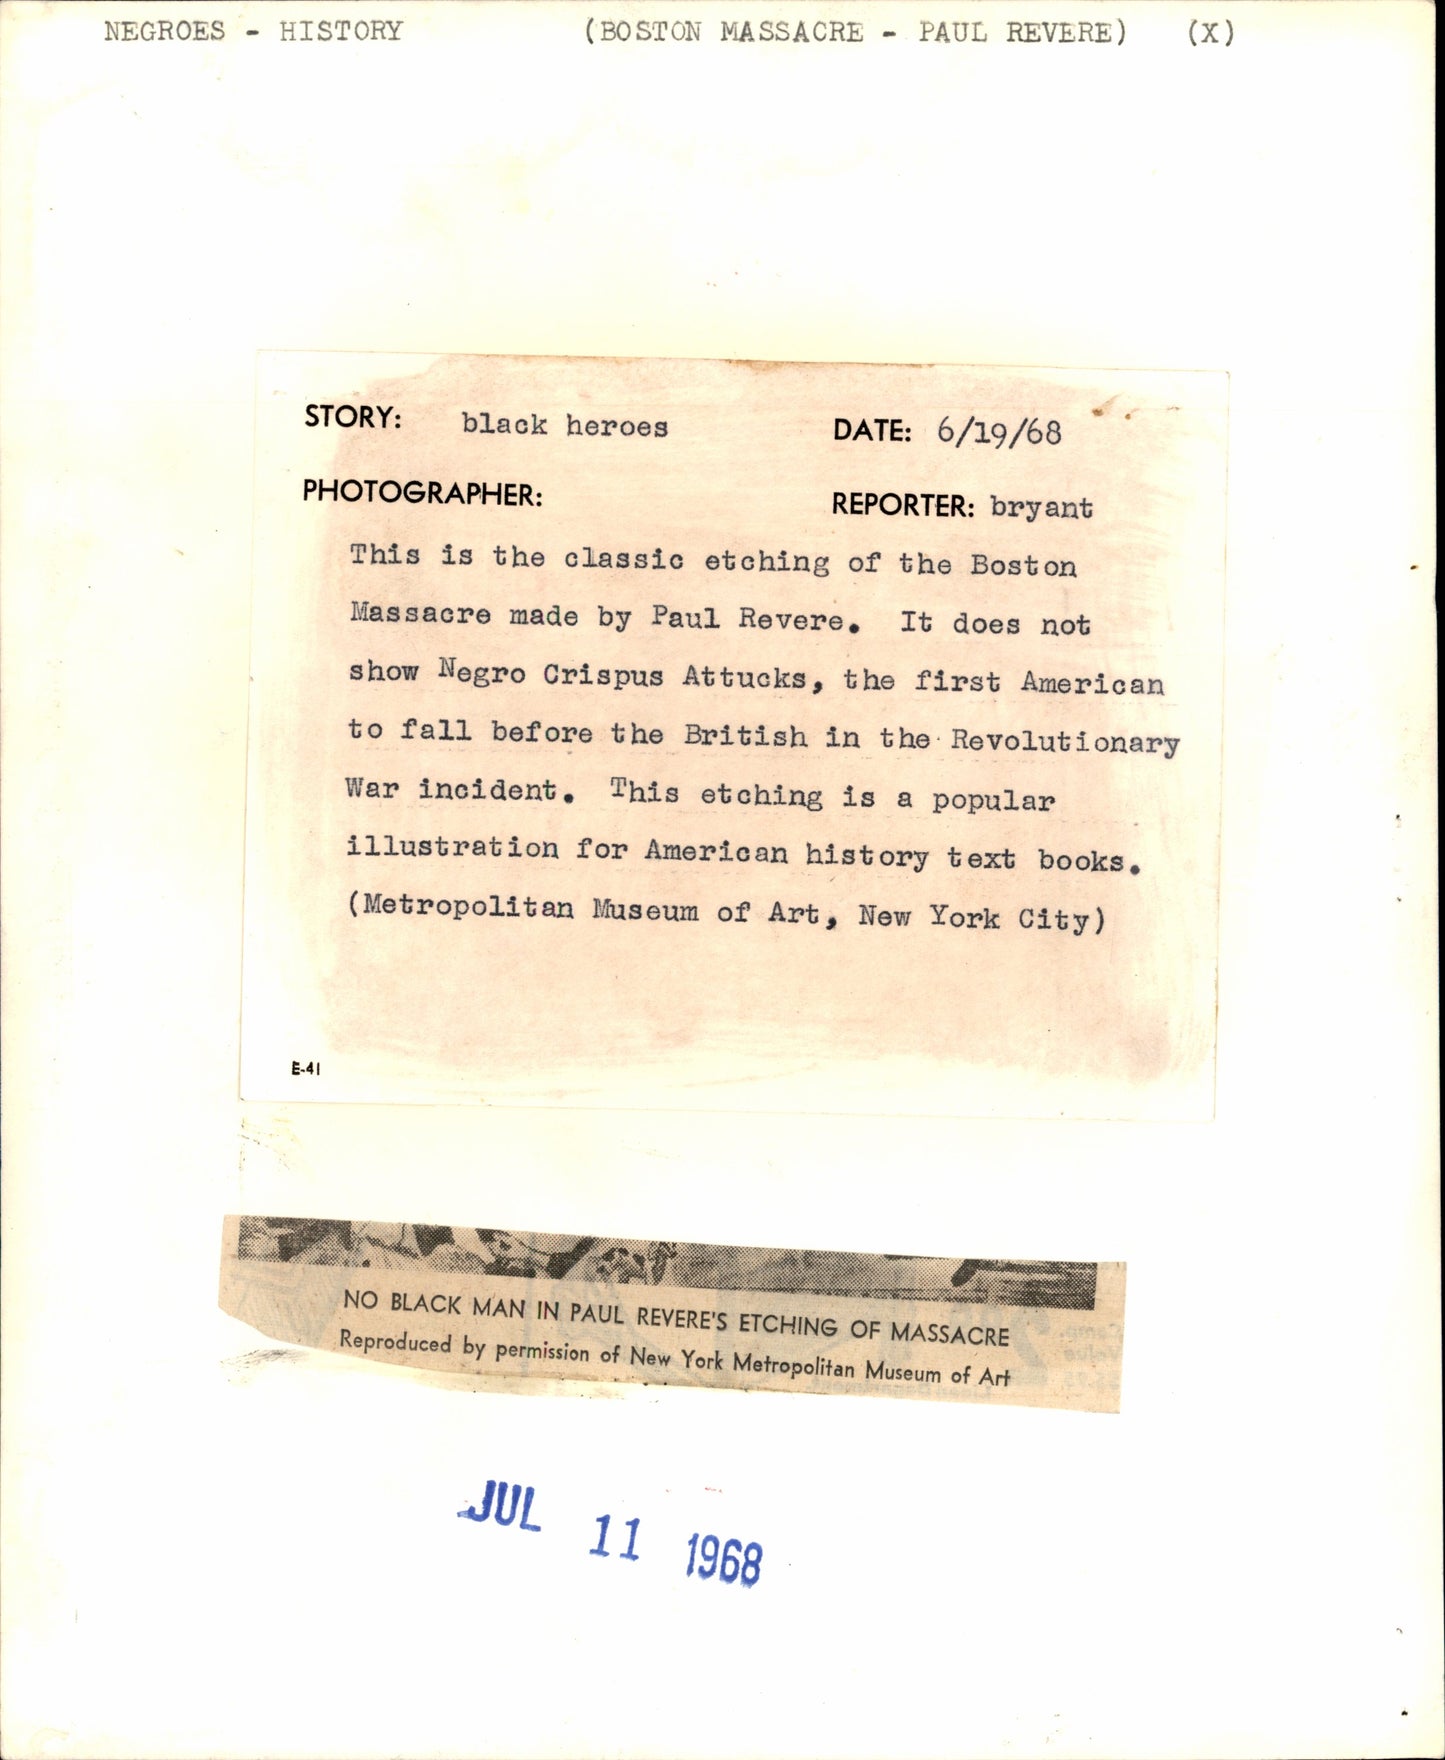 NEGROES - HISTORY (BOSTON MASSACRE - PAUL REVERE) (X)
STORY: black heroes DATE: 6/19/68
PHOTOGRAPHER: REPORTER: bryant
This is the classic etching of the Boston
Massacre made by Paul Revere. It does not
show Negro Crispus Attucks, the first American
to fall before the British in the Revolutionary
War incident. This etching is a popular
illustration for American history text books.
(Metropolitan Museum of Art, New York City)
E-41
NO BLACK MAN IN PAUL REVERE'S ETCHING OF MASSACRE
Reproduced by permission of New York Metropolitan Museum of Art
JUL 11 1968